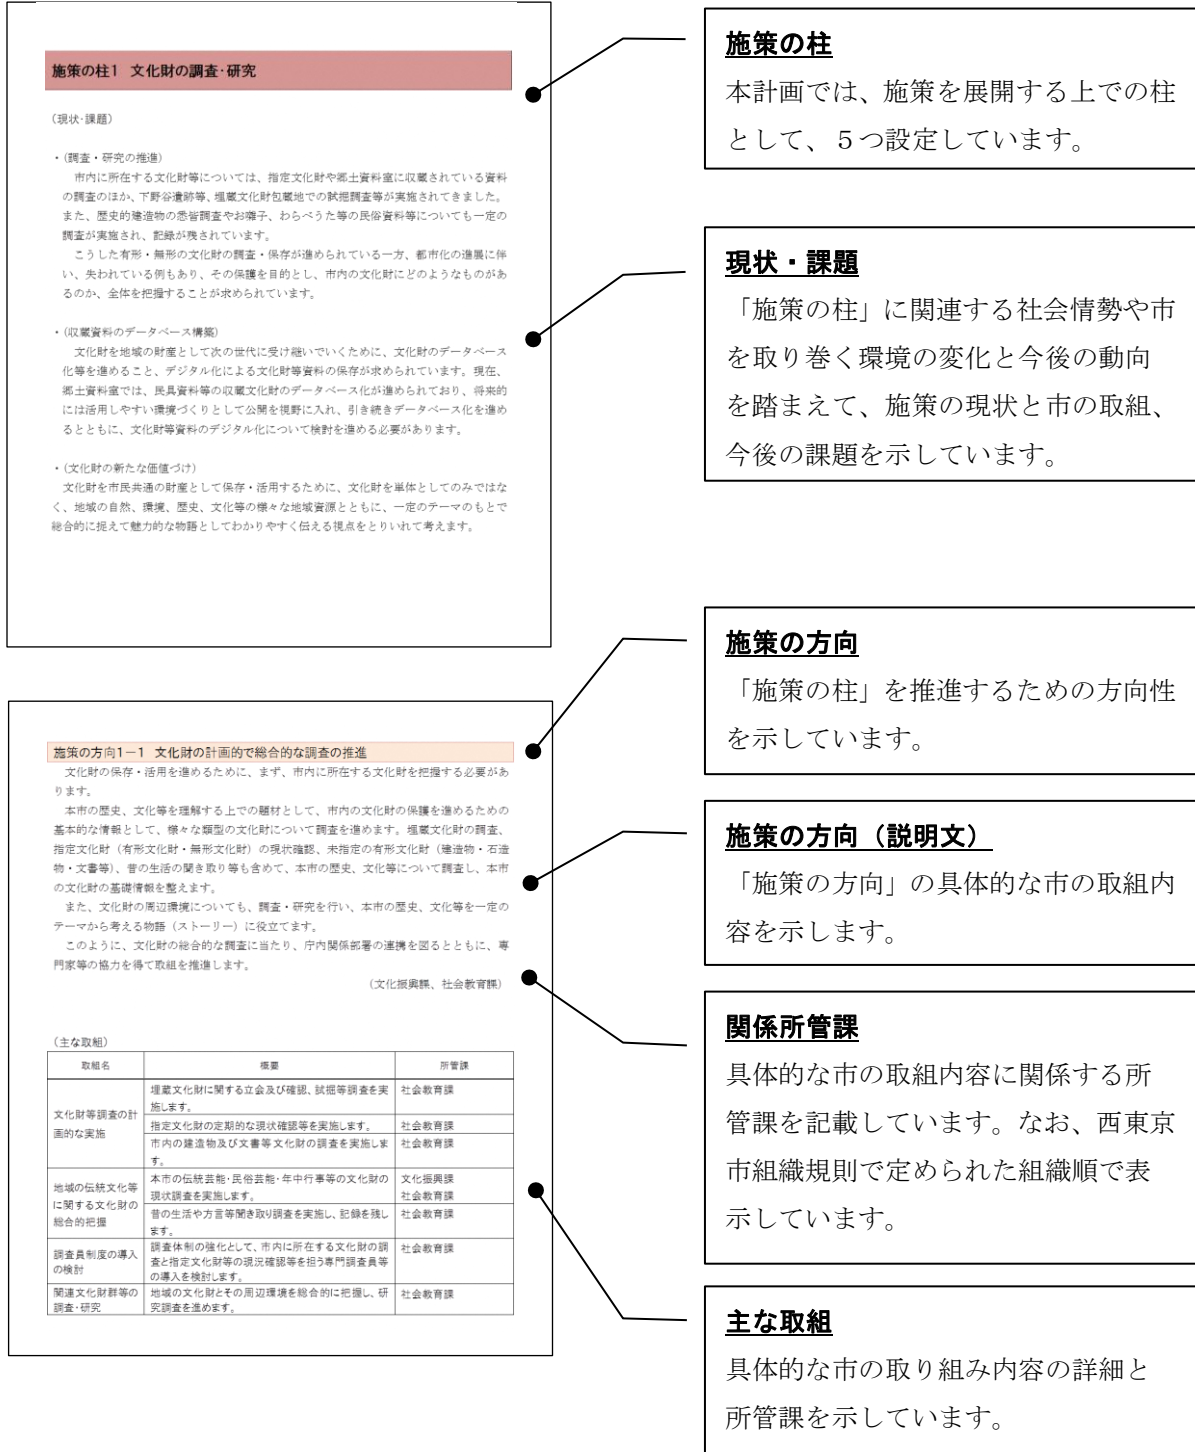 施策の柱1　文化財の調査・研究
（現状・課題）
・（調査・研究の推進）
市内に所在する文化財等については、指定文化財や郷土資料室に収蔵されている資料
の調査のほか、下野谷遺跡等、埋蔵文化財包蔵地での試掘調査等が実施されてきました。
また、歴史的建造物の悉皆調査やお囃子、わらべうた等の民俗資料等についても一定の
調査が実施され、記録が残されています。
こうした有形・無形の文化財の調査・保存が進められている一方、都市化の進展に伴
い、失われている例もあり、その保護を目的とし、市内の文化財にどのようなものがあ
るのか、全体を把握することが求められています。
・（収蔵資料のデータベース構築）
文化財を地域の財産として次の世代に受け継いでいくために、文化財のデータベース
化等を進めること、デジタル化による文化財等資料の保存が求められています。現在、
郷土資料室では、民具資料等の収蔵文化財のデータベース化が進められており、将来的
には活用しやすい環境づくりとして公開を視野に入れ、引き続きデータベース化を進め
るとともに、文化財等資料のデジタル化について検討を進める必要があります。
・（文化財の新たな価値づけ）
文化財を市民共通の財産として保存・活用するために、文化財を単体としてのみではな
く、地域の自然、環境、歴史、文化等の様々な地域資源とともに、一定のテーマのもとで
総合的に捉えて魅力的な物語としてわかりやすく伝える視点をとりいれて考えます。
施策の柱
本計画では、施策を展開する上での柱
として、５つ設定しています。
現状・課題
「施策の柱」に関連する社会情勢や市
を取り巻く環境の変化と今後の動向
を踏まえて、施策の現状と市の取組、
今後の課題を示しています。
施策の方向1－1　文化財の計画的で総合的な調査の推進
文化財の保存・活用を進めるために、まず、市内に所在する文化財を把握する必要があ
ります。
本市の歴史、文化等を理解する上での題材として、市内の文化財の保護を進めるための
基本的な情報として、様々な類型の文化財について調査を進めます。埋蔵文化財の調査、
指定文化財（有形文化財・無形文化財）の現状確認、未指定の有形文化財（建造物・石造
物・文書等）、昔の生活の聞き取り等も含めて、本市の歴史、文化等について調査し、本市
の文化財の基礎情報を整えます。
また、文化財の周辺環境についても、調査・研究を行い、本市の歴史、文化等を一定の
テーマから考える物語（ストーリー）に役立てます。
このように、文化財の総合的な調査に当たり、庁内関係部署の連携を図るとともに、専
門家等の協力を得て取組を推進します。
（文化振興課、社会教育課）
（主な取組）
取組名　概要　所管課
文化財等調査の計
画的な実施
埋蔵文化財に関する立会及び確認、試掘等調査を実　社会教育課
施します。
指定文化財の定期的な現状確認等を実施します。　社会教育課
市内の建造物及び文書等文化財の調査を実施しま　社会教育課
す。
地域の伝統文化等
に関する文化財の
総合的把握
本市の伝統芸能・民俗芸能・年中行事等の文化財の　文化振興課
現状調査を実施します。　社会教育課
昔の生活や方言等聞き取り調査を実施し、記録を残し　社会教育課
ます。
調査員制度の導入
の検討
調査体制の強化として、市内に所在する文化財の調　社会教育課
査と指定文化財等の現況確認等を担う専門調査員等
の導入を検討します。
関連文化財群等の
調査・研究
地域の文化財とその周辺環境を総合的に把握し、研　社会教育課
究調査を進めます。
施策の方向
「施策の柱」を推進するための方向性
を示しています。
施策の方向（説明文）
「施策の方向」の具体的な市の取組内
容を示します。
関係所管課
具体的な市の取組内容に関係する所
管課を記載しています。なお、西東京
市組織規則で定められた組織順で表
示しています。
主な取組
具体的な市の取り組み内容の詳細と
所管課を示しています。